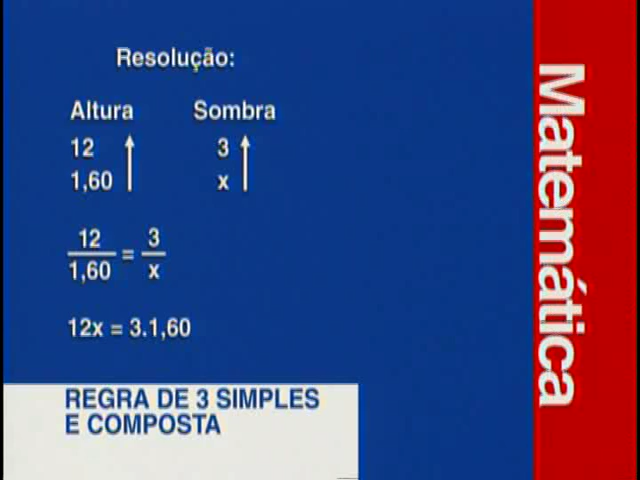 Resolução:
Altura Sombra
12 3
1,60 x
12 = 3
1,60 x
12x = 3.1,60
REGRA DE 3 SIMPLES
E COMPOSTA
Matemática